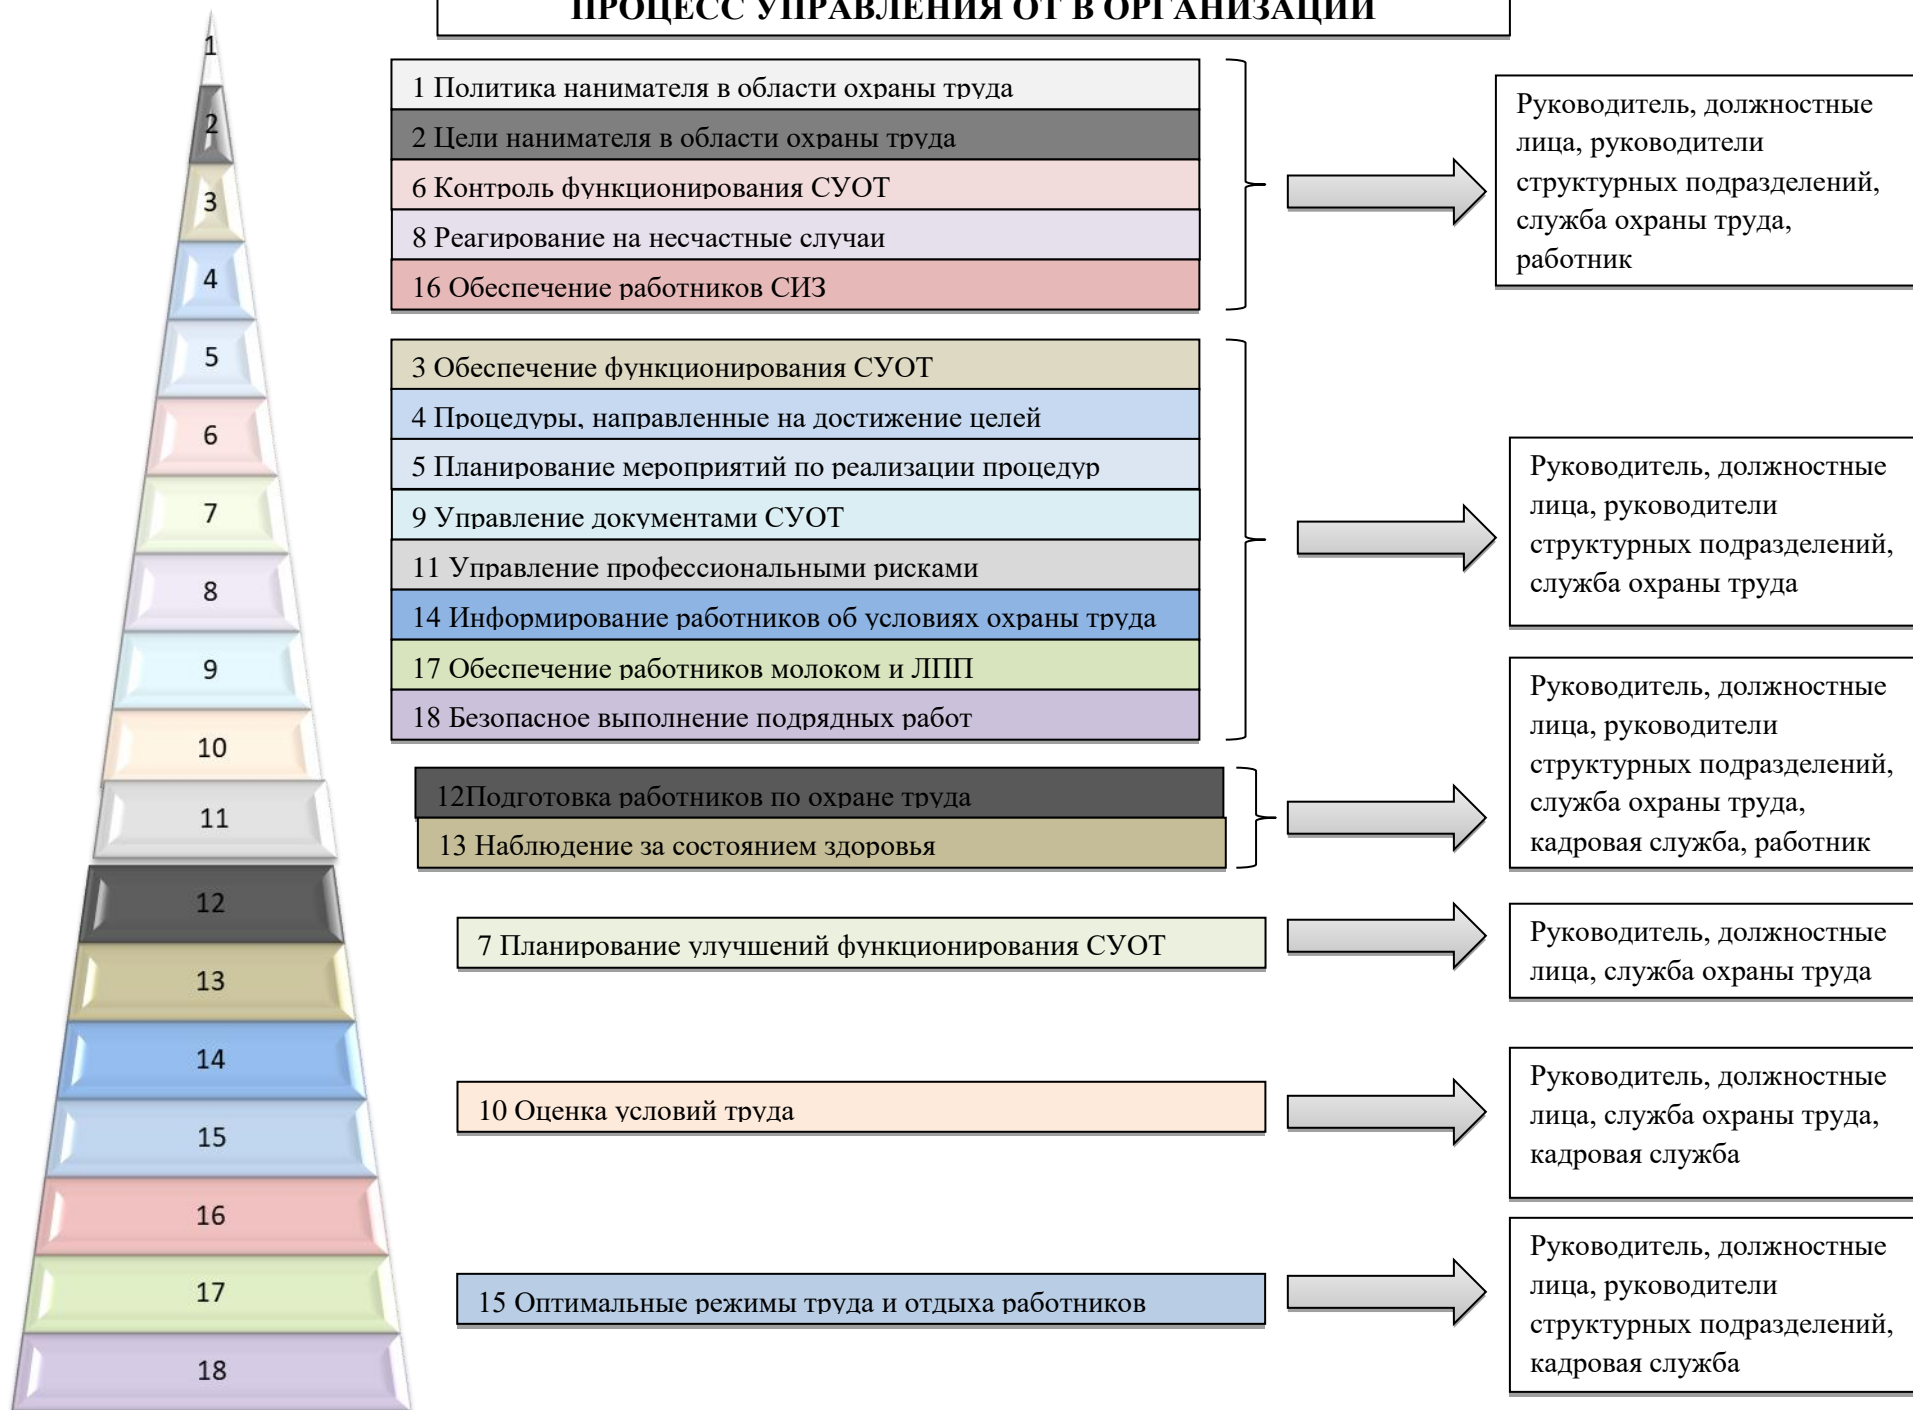 ПРОЦЕСС УПРАВЛЕНИЯ ОТ В ОРГАНИЗАЦИИ
1
2
3
4
5
6
7
8
9
10
11
12
13
14
15
16
17
18
1 Политика нанимателя в области охраны труда
2 Цели нанимателя в области охраны труда
6 Контроль функционирования СУОТ
8 Реагирование на несчастные случаи
16 Обеспечение работников СИЗ
Руководитель, должностные
лица, руководители
структурных подразделений,
служба охраны труда,
работник
3 Обеспечение функционирования СУОТ
4 Процедуры, направленные на достижение целей
5 Планирование мероприятий по реализации процедур
9 Управление документами СУОТ
11 Управление профессиональными рисками
14 Информирование работников об условиях охраны труда
17 Обеспечение работников молоком и ЛПП
18 Безопасное выполнение подрядных работ
Руководитель, должностные
лица, руководители
структурных подразделений,
служба охраны труда
12Подготовка работников по охране труда
13 Наблюдение за состоянием здоровья
Руководитель, должностные
лица, руководители
структурных подразделений,
служба охраны труда,
кадровая служба, работник
7 Планирование улучшений функционирования СУОТ
Руководитель, должностные
лица, служба охраны труда
10 Оценка условий труда
Руководитель, должностные
лица, служба охраны труда,
кадровая служба
15 Оптимальные режимы труда и отдыха работников
Руководитель, должностные
лица, руководители
структурных подразделений,
кадровая служба